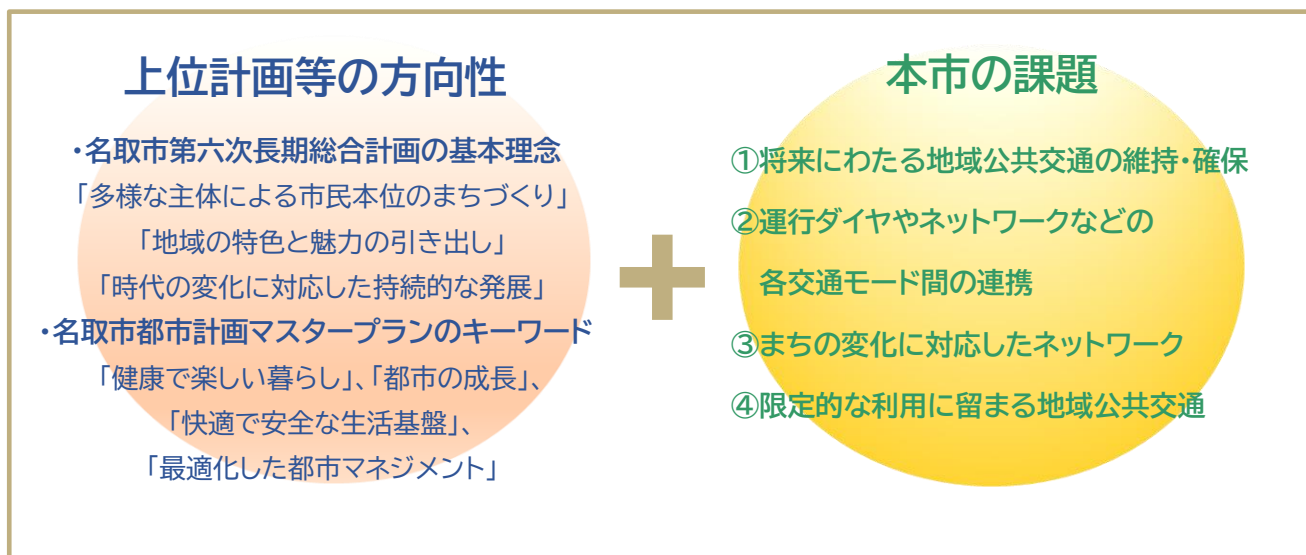 上位計画等の方向性
・名取市第六次長期総合計画の基本理念
「多様な主体による市民本位のまちづくり」
「地域の特色と魅力の引き出し」
「時代の変化に対応した持続的な発展」
・名取市都市計画マスタープランのキーワード
「健康で楽しい暮らし」、「都市の成長」、
「快適で安全な生活基盤」、
「最適化した都市マネジメント」
本市の課題
①将来にわたる地域公共交通の維持・確保
②運行ダイヤやネットワークなどの
各交通モード間の連携
③まちの変化に対応したネットワーク
④限定的な利用に留まる地域公共交通